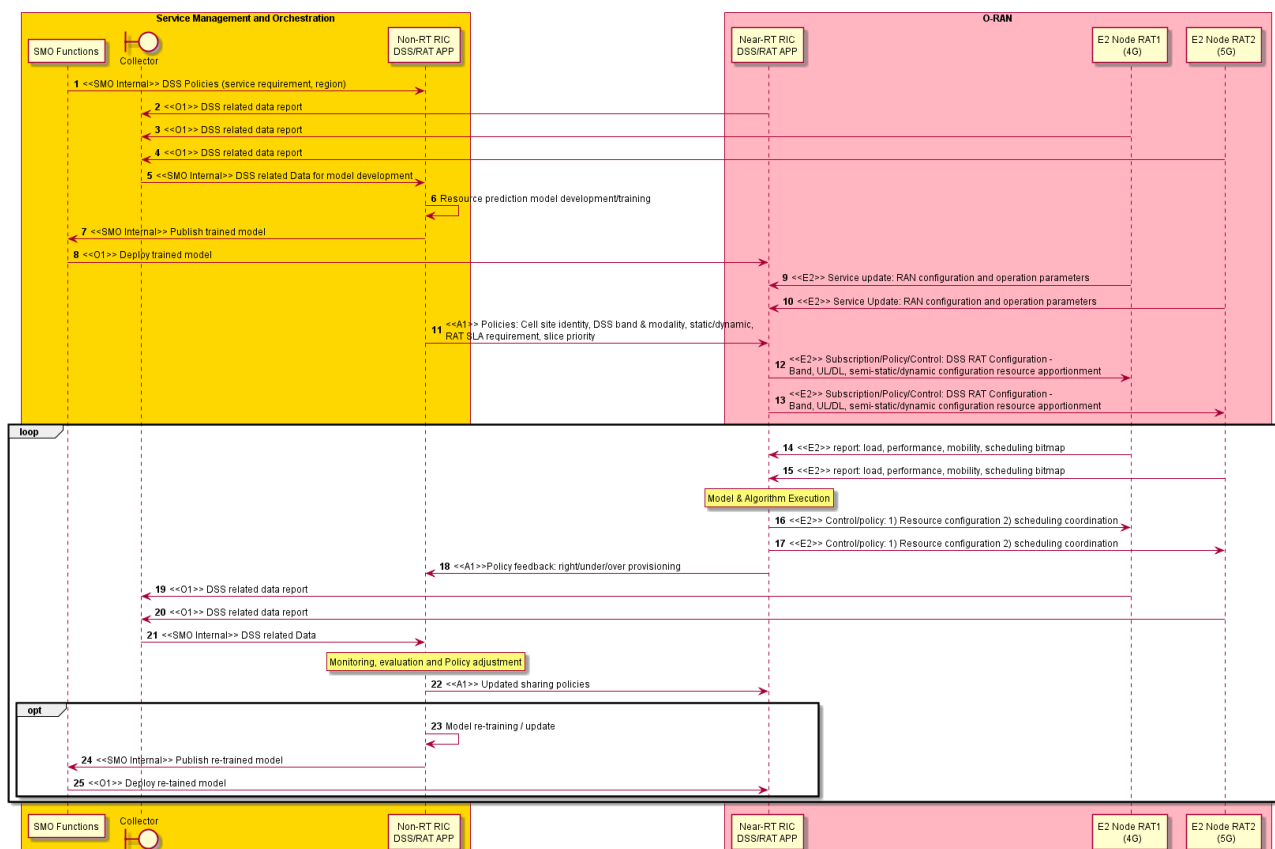 Service Management and Orchestration
O-RAN
SMO Functions
Collector
Non-RT RIC
DSS/RAT APP
Near-RT RIC
DSS/RAT APP
E2 Node RAT1
(4G)
E2 Node RAT2
(5G)
1 <<SMO Internal>> DSS Policies (service requirement, region)
2 <<O1>> DSS related data report
3 <<O1>> DSS related data report
4 <<O1>> DSS related data report
5 <<SMO Internal>> DSS related Data for model development
6 Resource prediction model development/training
7 <<SMO Internal>> Publish trained model
8 <<O1>> Deploy trained model
9 <<E2>> Service update: RAN configuration and operation parameters
10 <<E2>> Service Update: RAN configuration and operation parameters
11 <<A1>> Policies: Cell site identity, DSS band & modality, static/dynamic,
RAT SLA requirement, slice priority
12 <<E2>> Subscription/Policy/Control: DSS RAT Configuration -
Band, UL/DL, semi-static/dynamic configuration resource apportionment
13 <<E2>> Subscription/Policy/Control: DSS RAT Configuration -
Band, UL/DL, semi-static/dynamic configuration resource apportionment
loop
14 <<E2>> report: load, performance, mobility, scheduling bitmap
15 <<E2>> report: load, performance, mobility, scheduling bitmap
Model & Algorithm Execution
16 <<E2>> Control/policy: 1) Resource configuration 2) scheduling coordination
17 <<E2>> Control/policy: 1) Resource configuration 2) scheduling coordination
18 <<A1>>Policy feedback: right/under/over provisioning
19 <<O1>> DSS related data report
20 <<O1>> DSS related data report
21 <<SMO Internal>> DSS related Data
Monitoring, evaluation and Policy adjustment
22 <<A1>> Updated sharing policies
opt
23 Model re-training / update
24 <<SMO Internal>> Publish re-trained model
25 <<O1>> Deploy re-tained model
SMO Functions
Collector
Non-RT RIC
DSS/RAT APP
Near-RT RIC
DSS/RAT APP
E2 Node RAT1
(4G)
E2 Node RAT2
(5G)